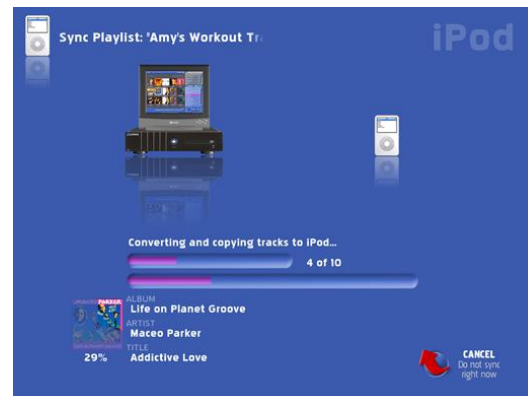 Sync Playlist: 'Amy's Workout Tr
iPod
Converting and copying tracks to iPod...
4 of 10
ALBUM
Life on Planet Groove
ARTIST
Maceo Parker
TITLE
Addictive Love
29%
CANCEL
Do not sync
right now